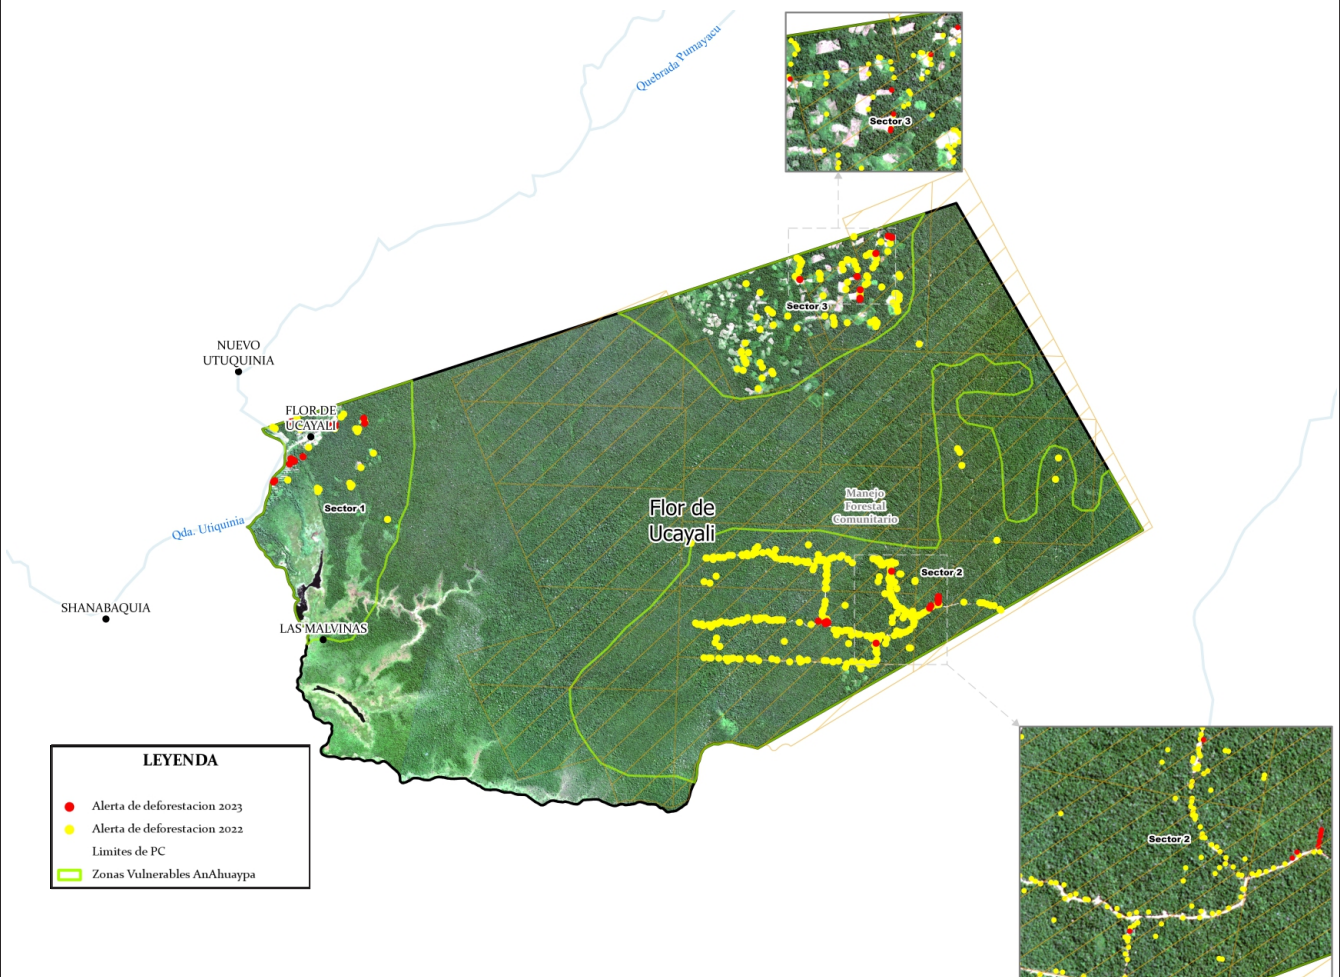 Quebrada Pumayacu
Sector 3
Sector 3
NUEVO
UTUQUINIA
FLOR DE
UCAYALI
Sector 1
Qda. Utiquinia
Flor de
Ucayali
Manejo
Forestal
Comunitario
Sector 2
SHANABAQUIA
LAS MALVINAS
LEYENDA
Alerta de deforestacion 2023
Alerta de deforestacion 2022
Limites de PC
Zonas Vulnerables AnAhuaypa
Sector 2